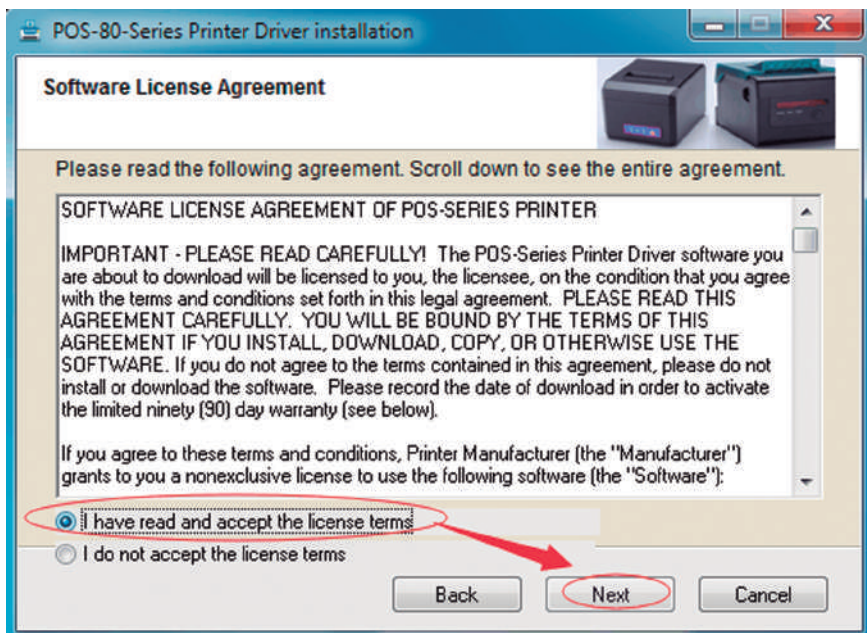 POS-80-Series Printer Driver installation
Software License Agreement
Please read the following agreement. Scroll down to see the entire agreement.
SOFTWARE LICENSE AGREEMENT OF POS-SERIES PRINTER
IMPORTANT - PLEASE READ CAREFULLY! The POS-Series Printer Driver software you
are about to download will be licensed to you, the licensee, on the condition that you agree
with the terms and conditions set forth in this legal agreement. PLEASE READ THIS
AGREEMENT CAREFULLY. YOU WILL BE BOUND BY THE TERMS OF THIS
AGREEMENT IF YOU INSTALL, DOWNLOAD, COPY, OR OTHERWISE USE THE
SOFTWARE. If you do not agree to the terms contained in this agreement, please do not
install or download the software. Please record the date of download in order to activate
the limited ninety (90) day warranty (see below).
If you agree to these terms and conditions, Printer Manufacturer (the "Manufacturer")
grants to you a nonexclusive license to use the following software (the "Software"):
I have read and accept the license terms
I do not accept the license terms
Back
Next
Cancel